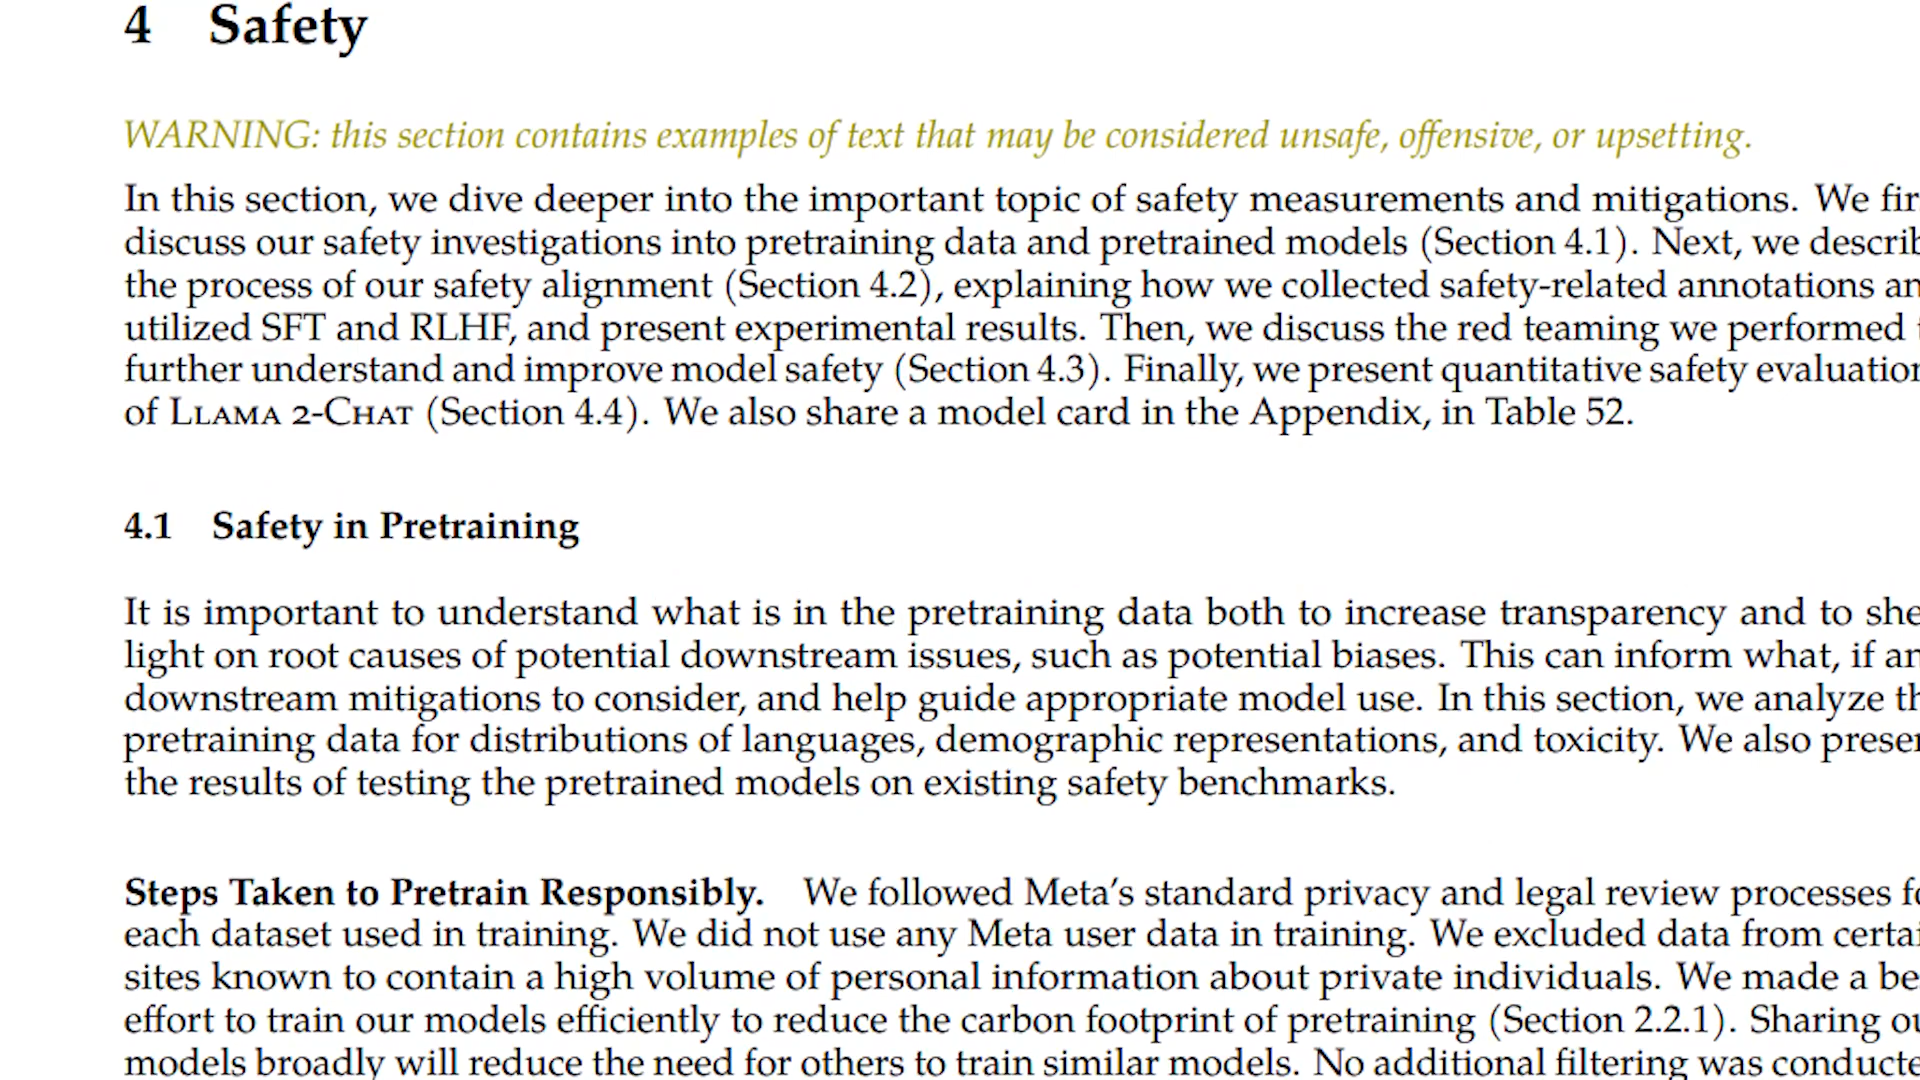 4 Safety
WARNING: this section contains examples of text that may be considered unsafe, offensive, or upsetting.
In this section, we dive deeper into the important topic of safety measurements and mitigations. We
discuss our safety investigations into pretraining data and pretrained models (Section 4.1). Next, we
the process of our safety alignment (Section 4.2), explaining how we collected safety-related annotations
utilized SFT and RLHF, and present experimental results. Then, we discuss the red teaming we performed
further understand and improve model safety (Section 4.3). Finally, we present quantitative safety
of LLAMA 2-CHAT (Section 4.4). We also share a model card in the Appendix, in Table 52.
4.1 Safety in Pretraining
It is important to understand what is in the pretraining data both to increase transparency and to
light on root causes of potential downstream issues, such as potential biases. This can inform what, if
downstream mitigations to consider, and help guide appropriate model use. In this section, we analyze
pretraining data for distributions of languages, demographic representations, and toxicity. We also
the results of testing the pretrained models on existing safety benchmarks.
Steps Taken to Pretrain Responsibly. We followed Meta's standard privacy and legal review processes
each dataset used in training. We did not use any Meta user data in training. We excluded data from
sites known to contain a high volume of personal information about private individuals. We made a
effort to train our models efficiently to reduce the carbon footprint of pretraining (Section 2.2.1). Sharing
models broadly will reduce the need for others to train similar models. No additional filtering was